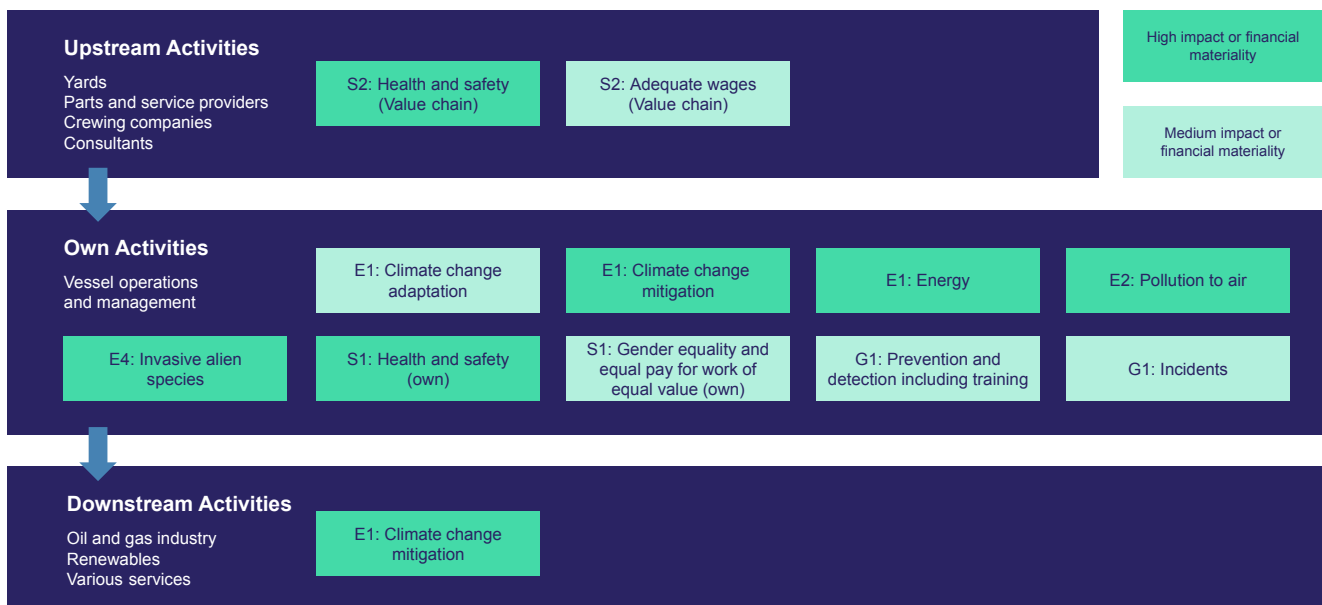 Upstream Activities
Yards
Parts and service providers
Crewing companies
Consultants
S2: Health and safety
(Value chain)
S2: Adequate wages
(Value chain)
High impact or financial
materiality
Medium impact or
financial materiality
Own Activities
Vessel operations
and management
E1: Climate change
adaptation
E1: Climate change
mitigation
E1: Energy
E2: Pollution to air
E4: Invasive alien
species
S1: Health and safety
(own)
S1: Gender equality and
equal pay for work of
equal value (own)
G1: Prevention and
detection including training
G1: Incidents
Downstream Activities
Oil and gas industry
Renewables
Various services
E1: Climate change
mitigation